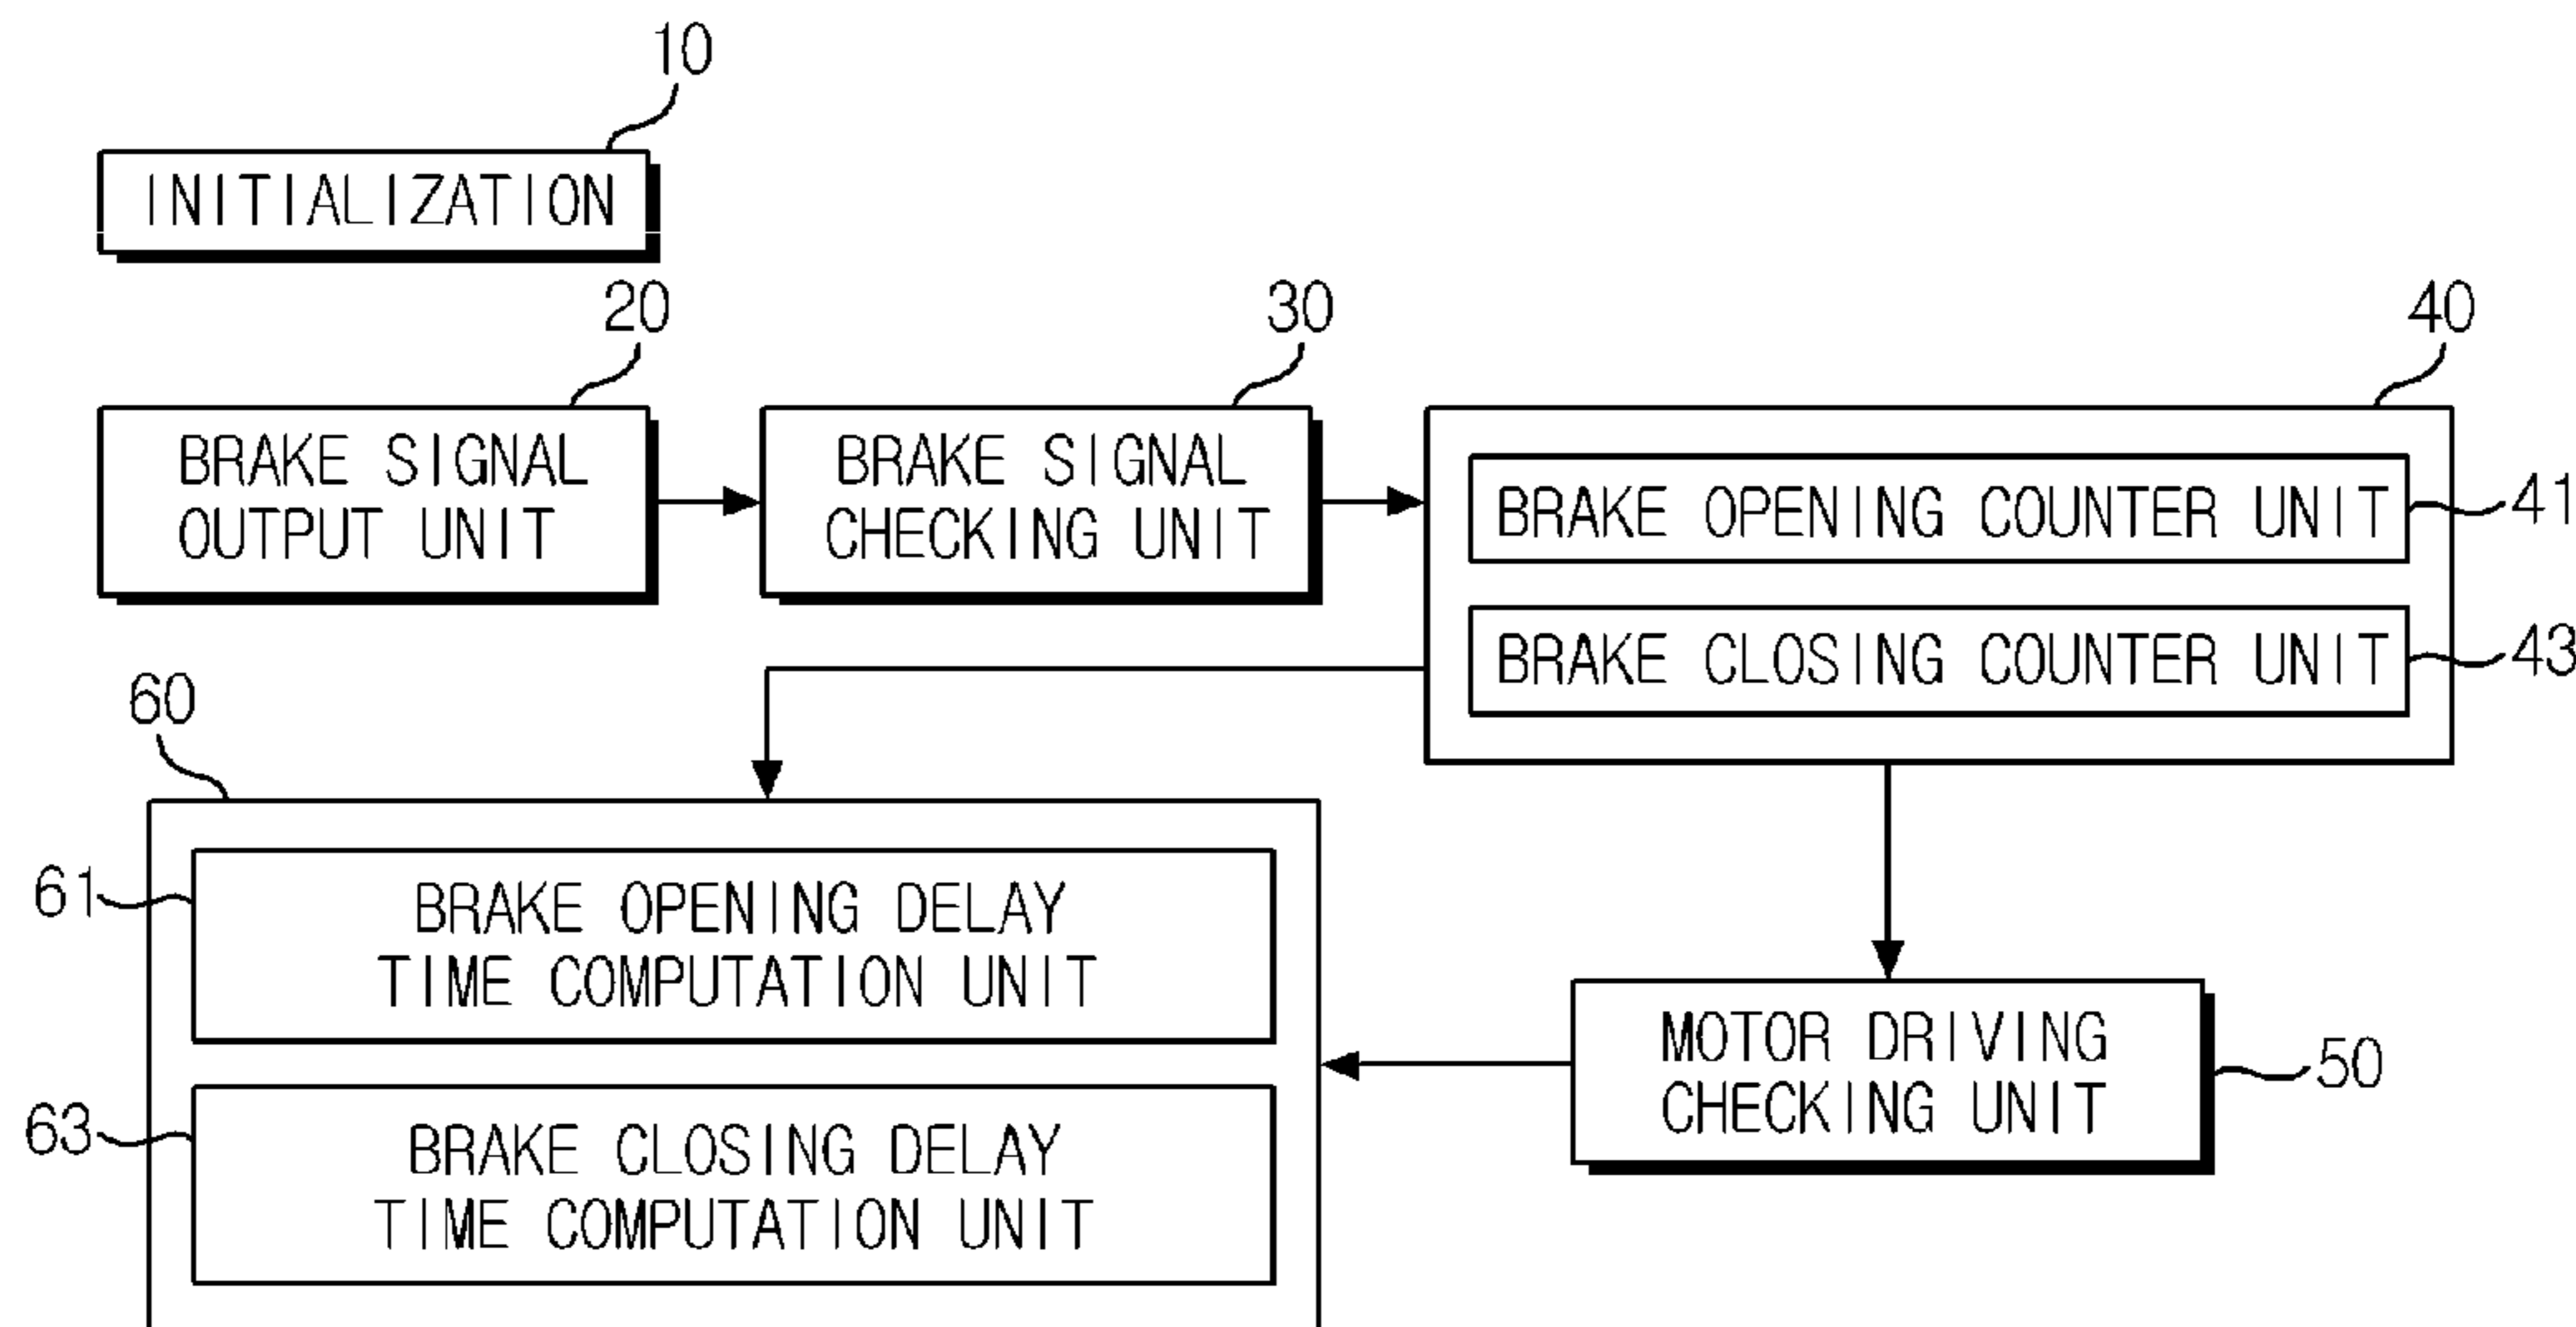 10
INITIALIZATION
20
30
40
BRAKE SIGNAL
OUTPUT UNIT
BRAKE SIGNAL
CHECKING UNIT
BRAKE OPENING COUNTER UNIT
41
BRAKE CLOSING COUNTER UNIT
43
60
61
BRAKE OPENING DELAY
TIME COMPUTATION UNIT
63
BRAKE CLOSING DELAY
TIME COMPUTATION UNIT
MOTOR DRIVING
CHECKING UNIT
50